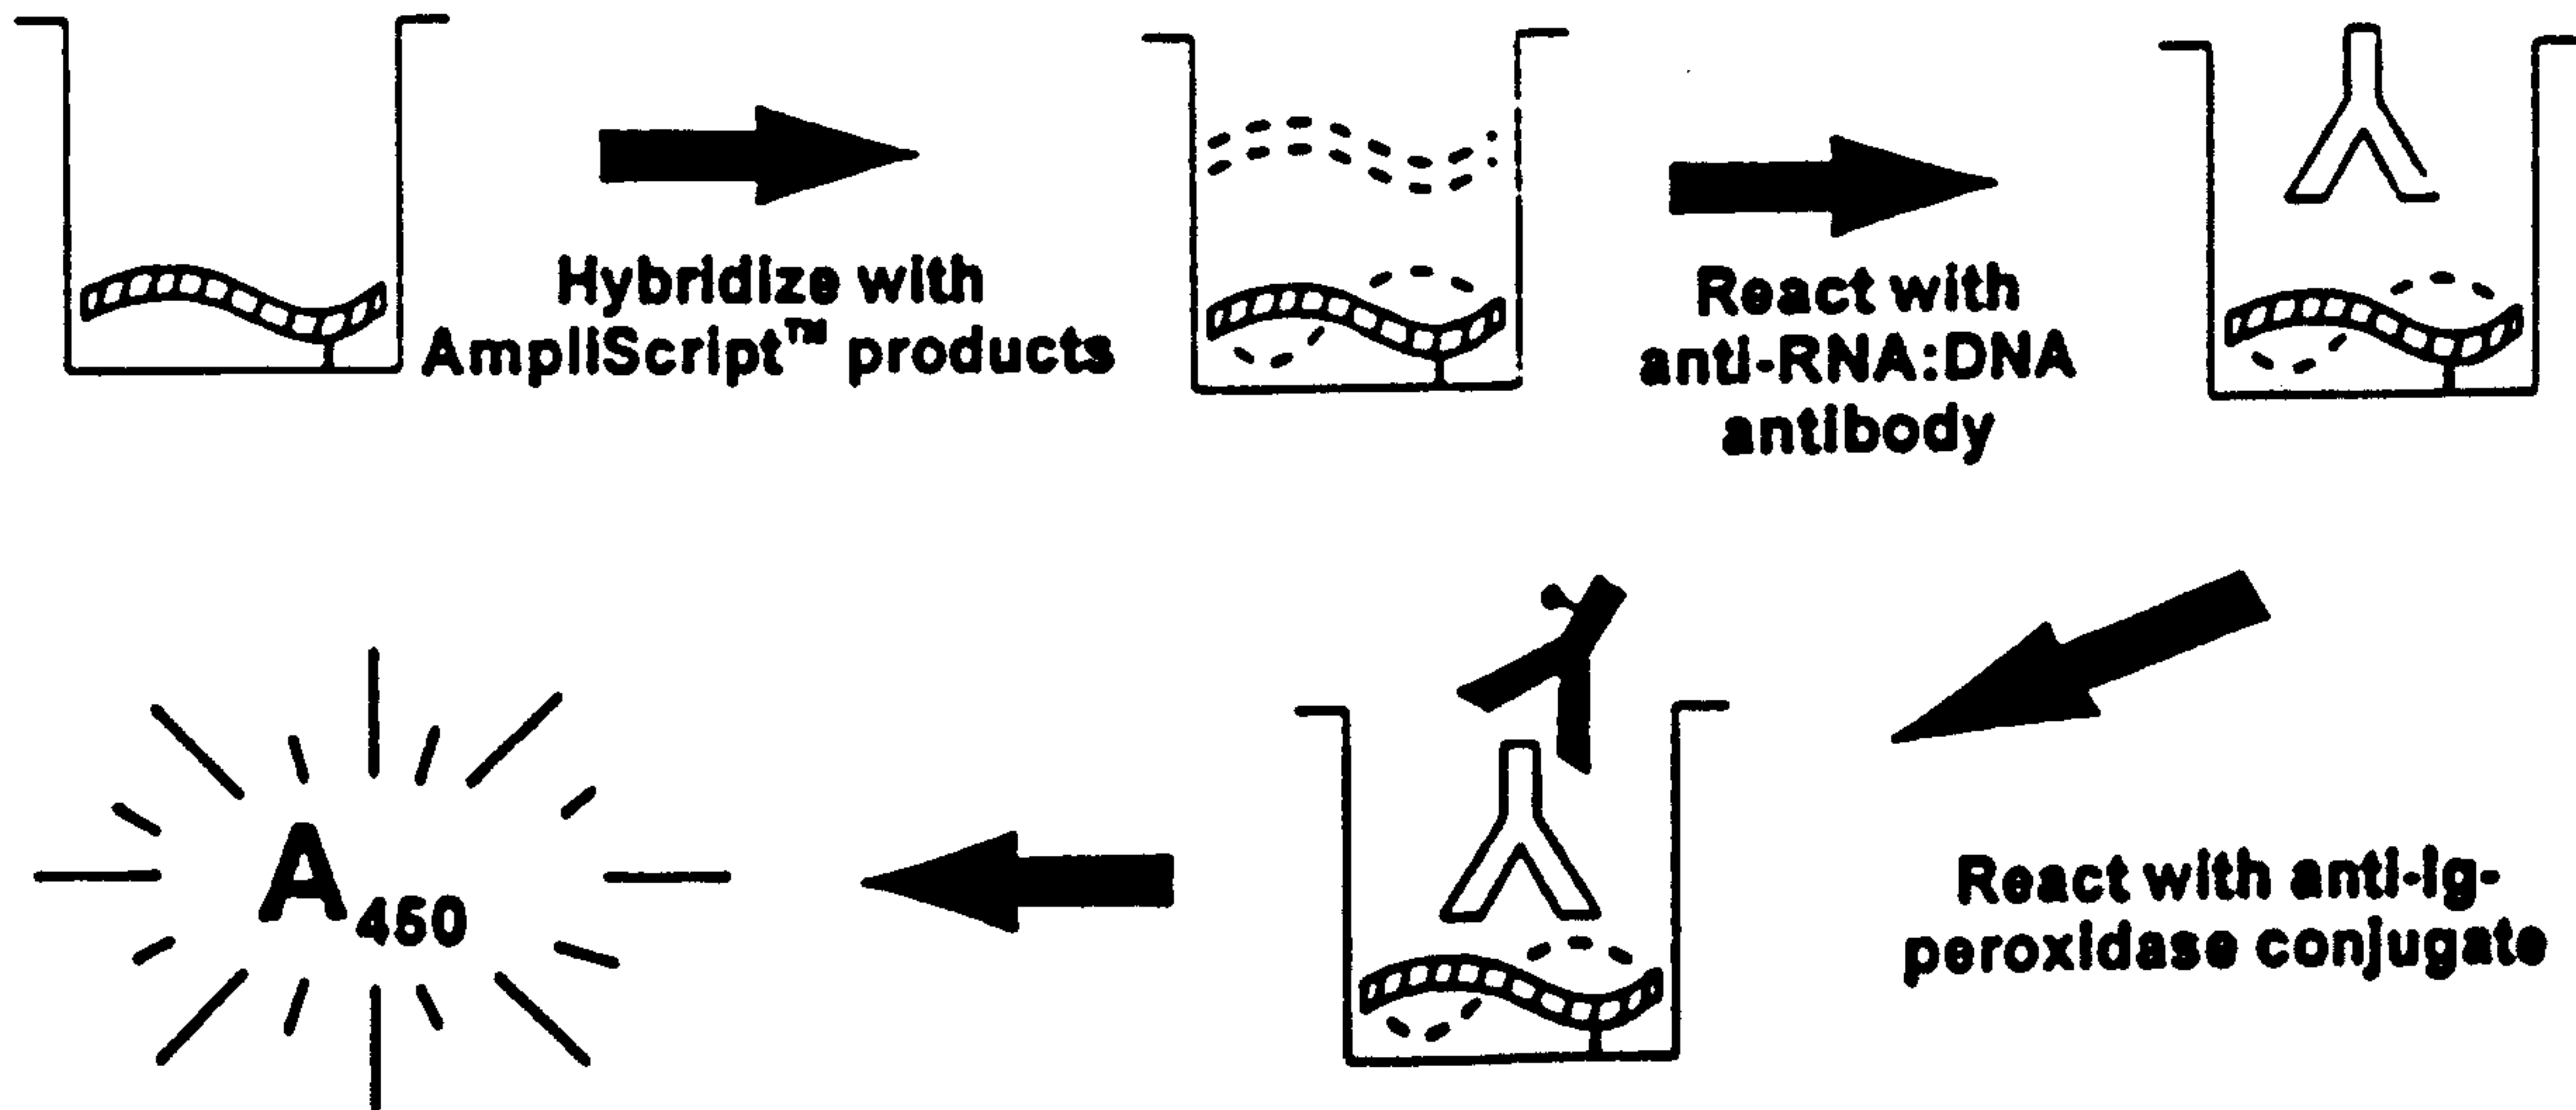 Hybridize with
AmpliScript™ products
React with
anti-RNA:DNA
antibody
React with anti-Ig-
peroxidase conjugate
A450